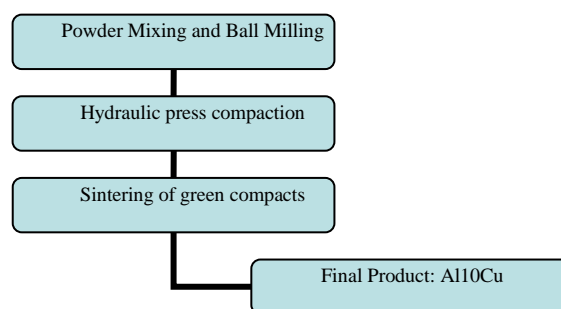 Powder Mixing and Ball Milling
Hydraulic press compaction
Sintering of green compacts
Final Product: Al10Cu